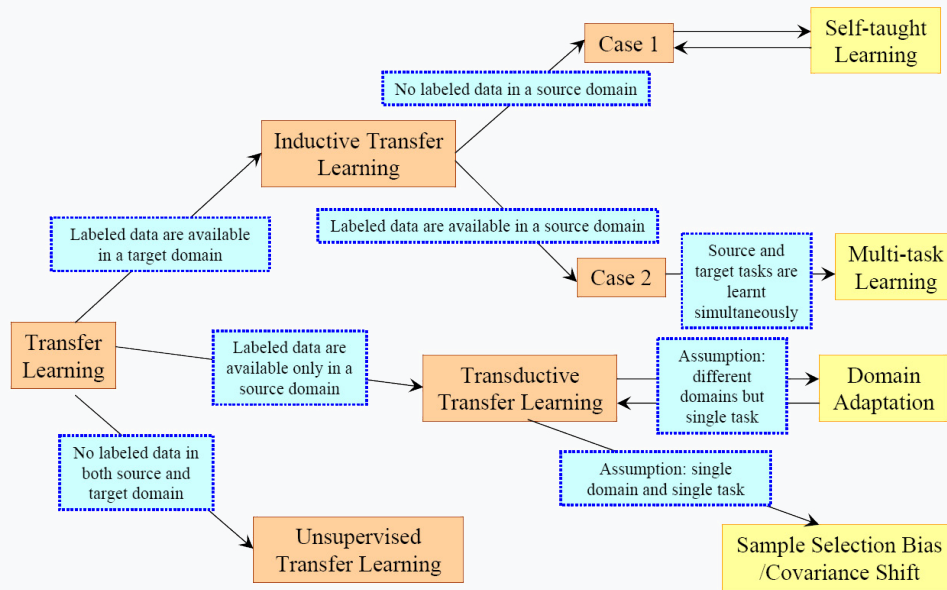 Case 1
Self-taught
Learning
No labeled data in a source domain
Inductive Transfer
Learning
Labeled data are available
in a target domain
Labeled data are available in a source domain
Case 2
Source and
target tasks are
learnt
simultaneously
Multi-task
Learning
Transfer
Learning
Labeled data are
available only in a
source domain
Transductive
Transfer Learning
Assumption:
different
domains but
single task
Domain
Adaptation
No labeled data in
both source and
target domain
Assumption: single
domain and single task
Unsupervised
Transfer Learning
Sample Selection Bias
/Covariance Shift